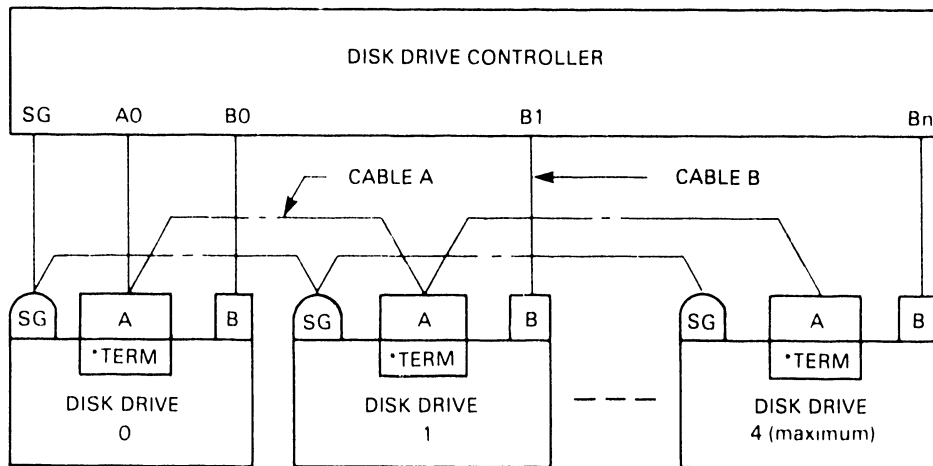 DISK DRIVE CONTROLLER
SG A0 B0 B1 Bn
CABLE A CABLE B
SG A B SG A B SG A B
*TERM *TERM *TERM
DISK DRIVE DISK DRIVE DISK DRIVE
0 1 4 (maximum)